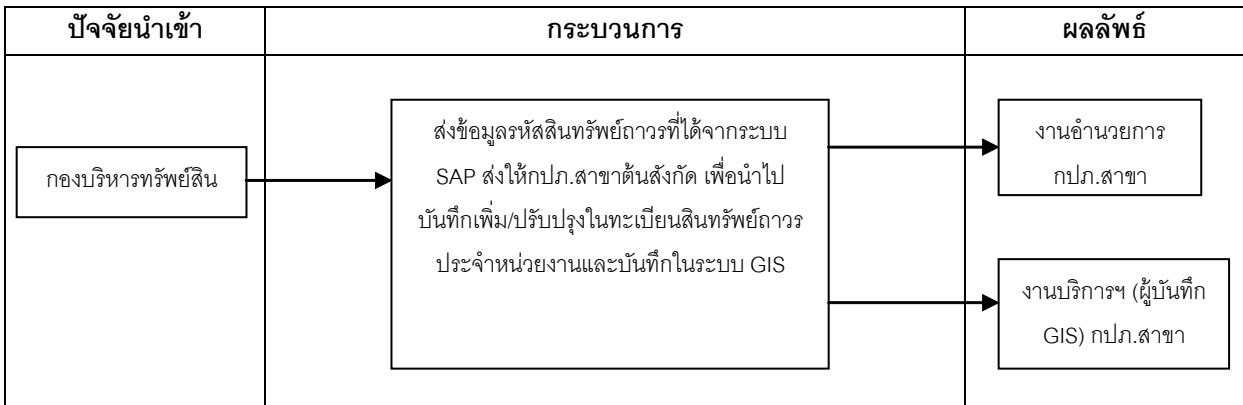 ปัจจัยนำเข้า
กระบวนการ
ผลลัพธ์
กองบริหารทรัพย์สิน
ส่งข้อมูลรหัสสินทรัพย์ถาวรที่ได้จากระบบ
SAP ส่งให้กปภ.สาขาต้นสังกัด เพื่อนำไป
บันทึกเพิ่ม/ปรับปรุงในทะเบียนสินทรัพย์ถาวร
ประจำหน่วยงานและบันทึกในระบบ GIS
งานอำนวยการ
กปภ.สาขา
งานบริการฯ (ผู้บันทึก
GIS) กปภ.สาขา